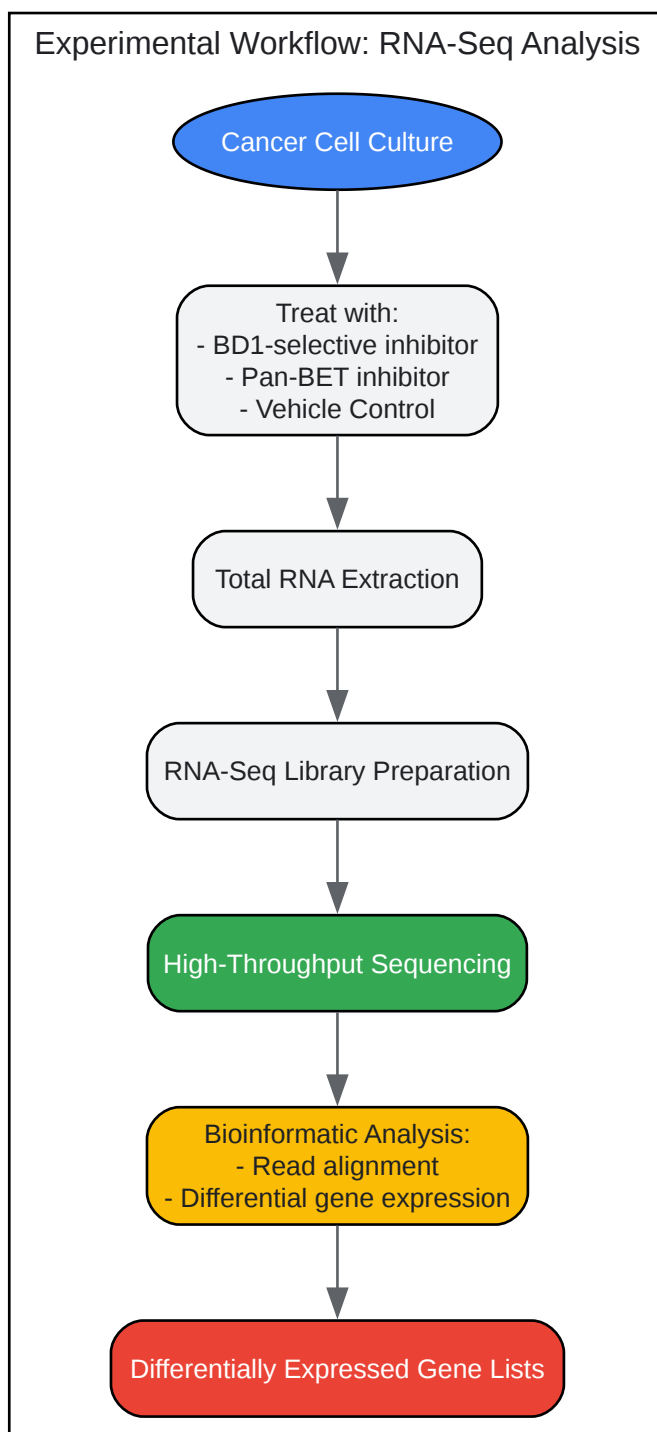 Experimental Workflow: RNA-Seq Analysis
Cancer Cell Culture
Treat with:
- BD1-selective inhibitor
- Pan-BET inhibitor
- Vehicle Control
Total RNA Extraction
RNA-Seq Library Preparation
High-Throughput Sequencing
Bioinformatic Analysis:
- Read alignment
- Differential gene expression
Differentially Expressed Gene Lists